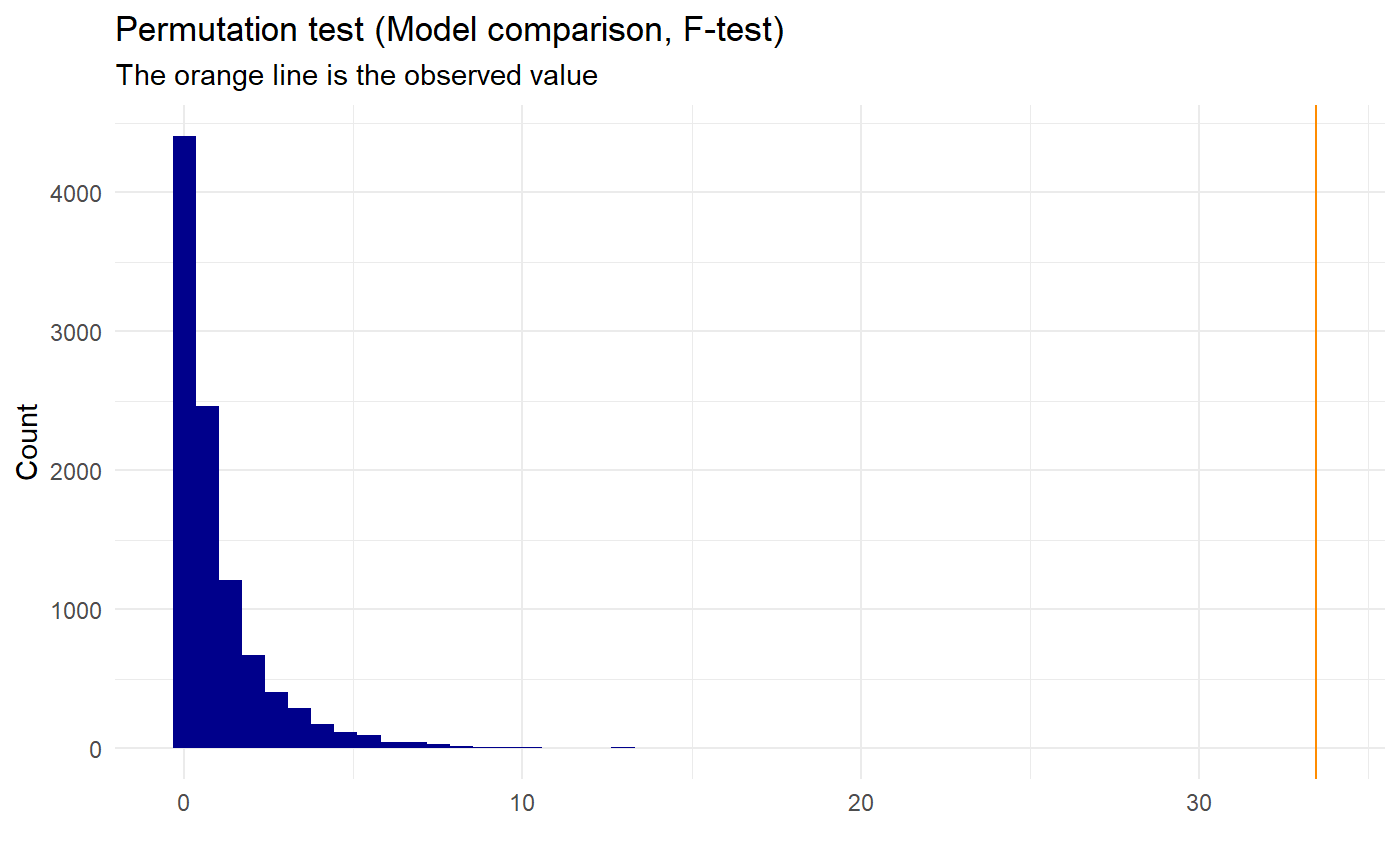 Permutation test (Model comparison, F-test)
The orange line is the observed value
Count
4000
3000
2000
1000
0
0 10 20 30